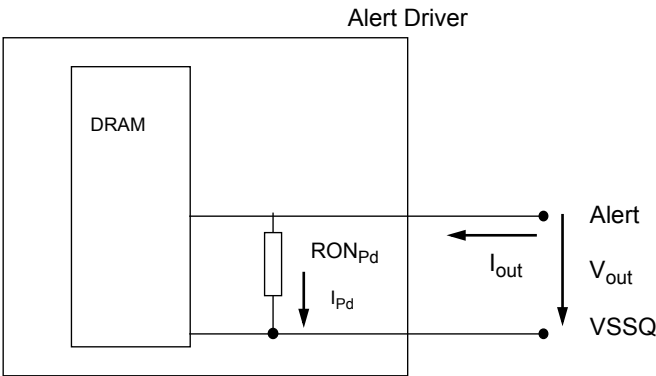 Alert Driver
DRAM
Alert
RON_Pd
I_out
I_Pd
V_out
VSSQ